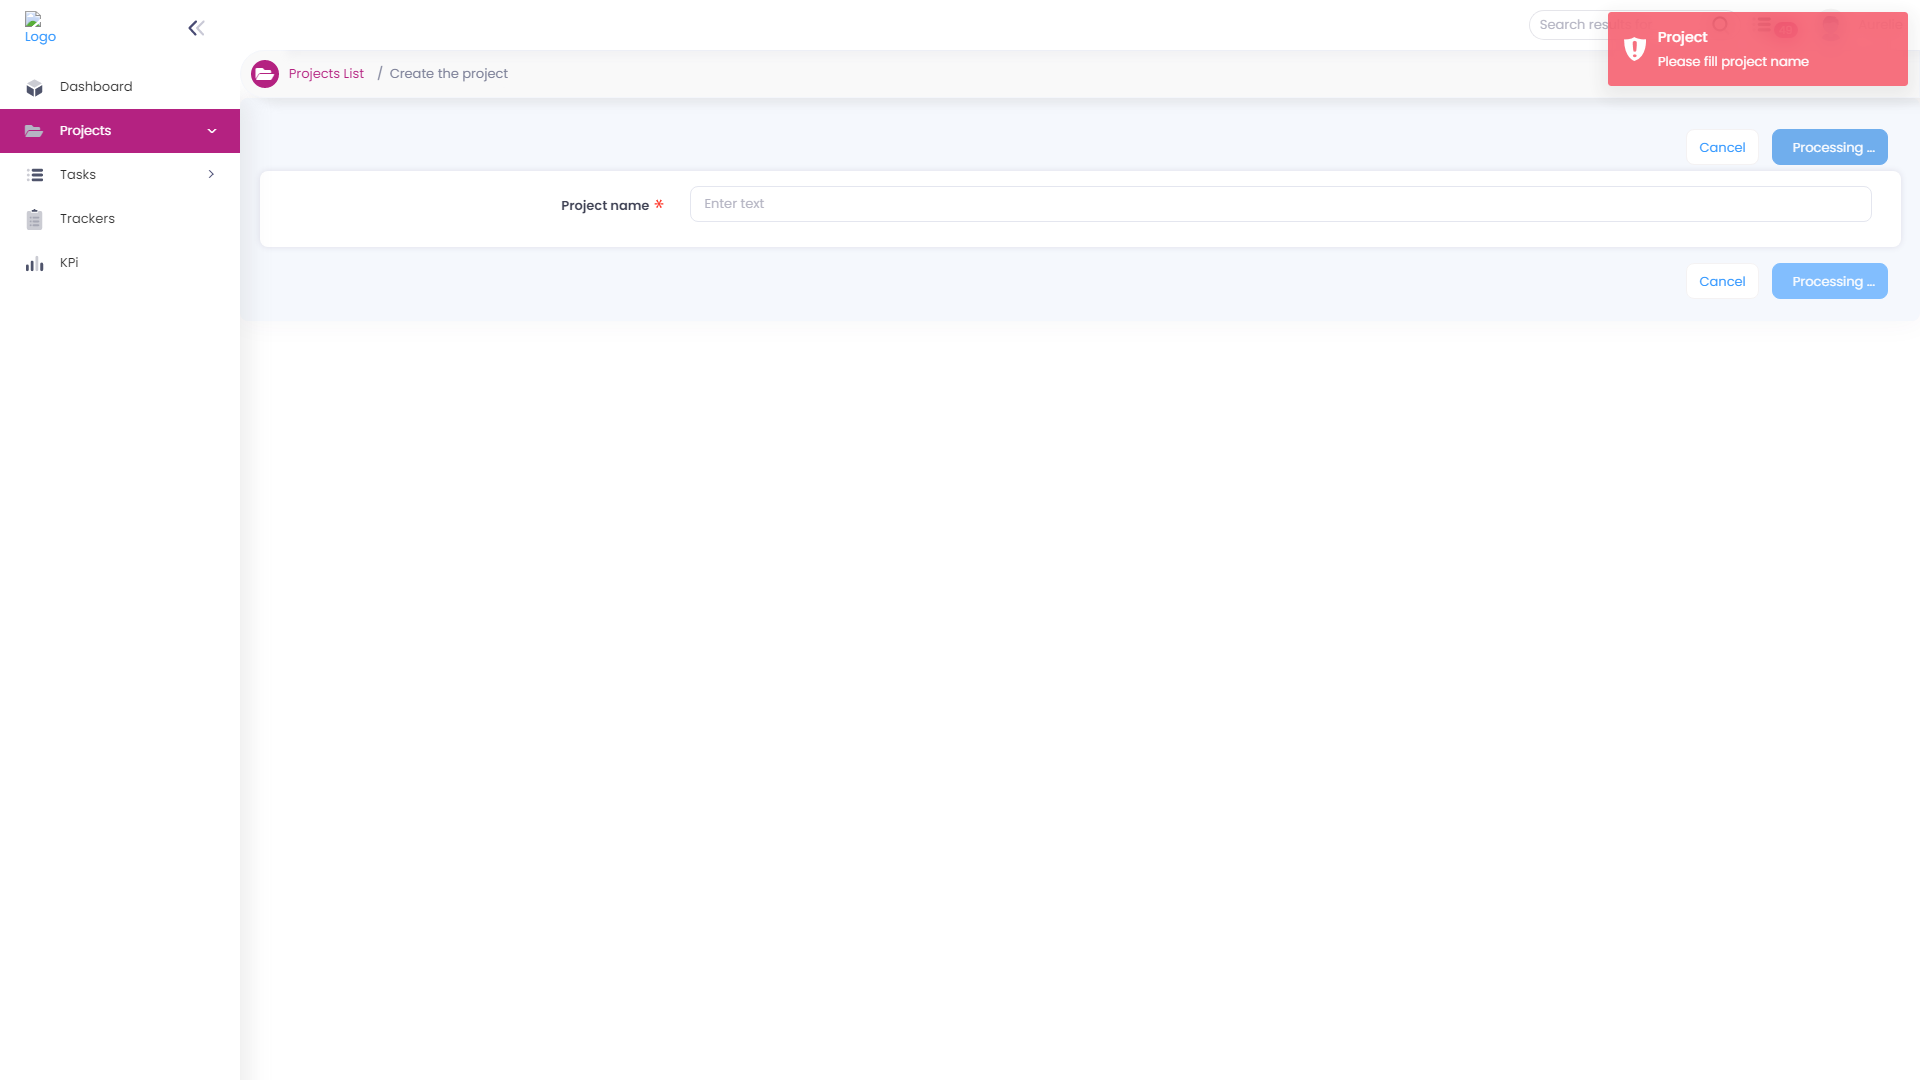 Logo
Search res
Project
Please fill project name
Projects List / Create the project
Dashboard
Projects
Tasks
Trackers
KPi
Cancel
Processing ...
Project name *
Enter text
Cancel
Processing ...